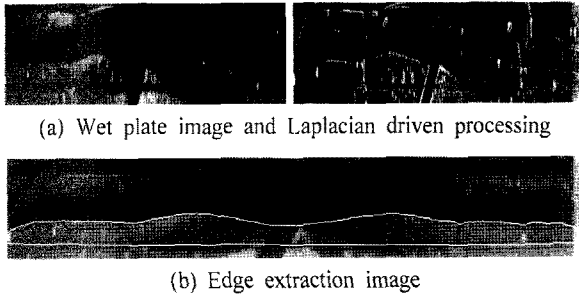 (a) Wet plate image and Laplacian driven processing
(b) Edge extraction image